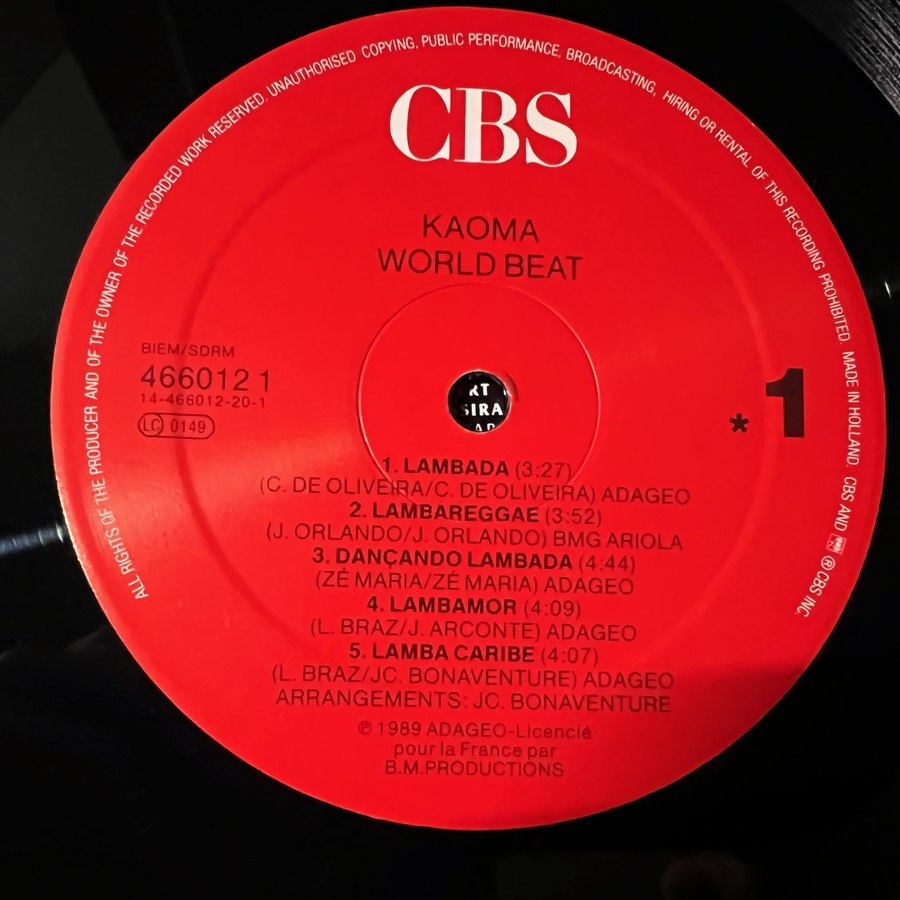 ALL RIGHTS OF THE PRODUCER AND OF THE OWNER OF THE RECORDED WORK RESERVED. UNAUTHORISED COPYING, PUBLIC PERFORMANCE, BROADCASTING, HIRING OR RENTAL OF THIS RECORDING PROHIBITED. MADE IN HOLLAND. CBS AND ℗ CBS INC.
CBS
KAOMA
WORLD BEAT
BIEM/SDRM
466012 1
14-466012-20-1
LC 0149
* 1
RT
SIRA
1. LAMBADA (3:27)
(C. DE OLIVEIRA/C. DE OLIVEIRA) ADAGEO
2. LAMBAREGGAE (3:52)
(J. ORLANDO/J. ORLANDO) BMG ARIOLA
3. DANÇANDO LAMBADA (4:44)
(ZÉ MARIA/ZÉ MARIA) ADAGEO
4. LAMBAMOR (4:09)
(L. BRAZ/J. ARCONTE) ADAGEO
5. LAMBA CARIBE (4:07)
(L. BRAZ/JC. BONAVENTURE) ADAGEO
ARRANGEMENTS: JC. BONAVENTURE
℗ 1989 ADAGEO-Licencié
pour la France par
B.M.PRODUCTIONS